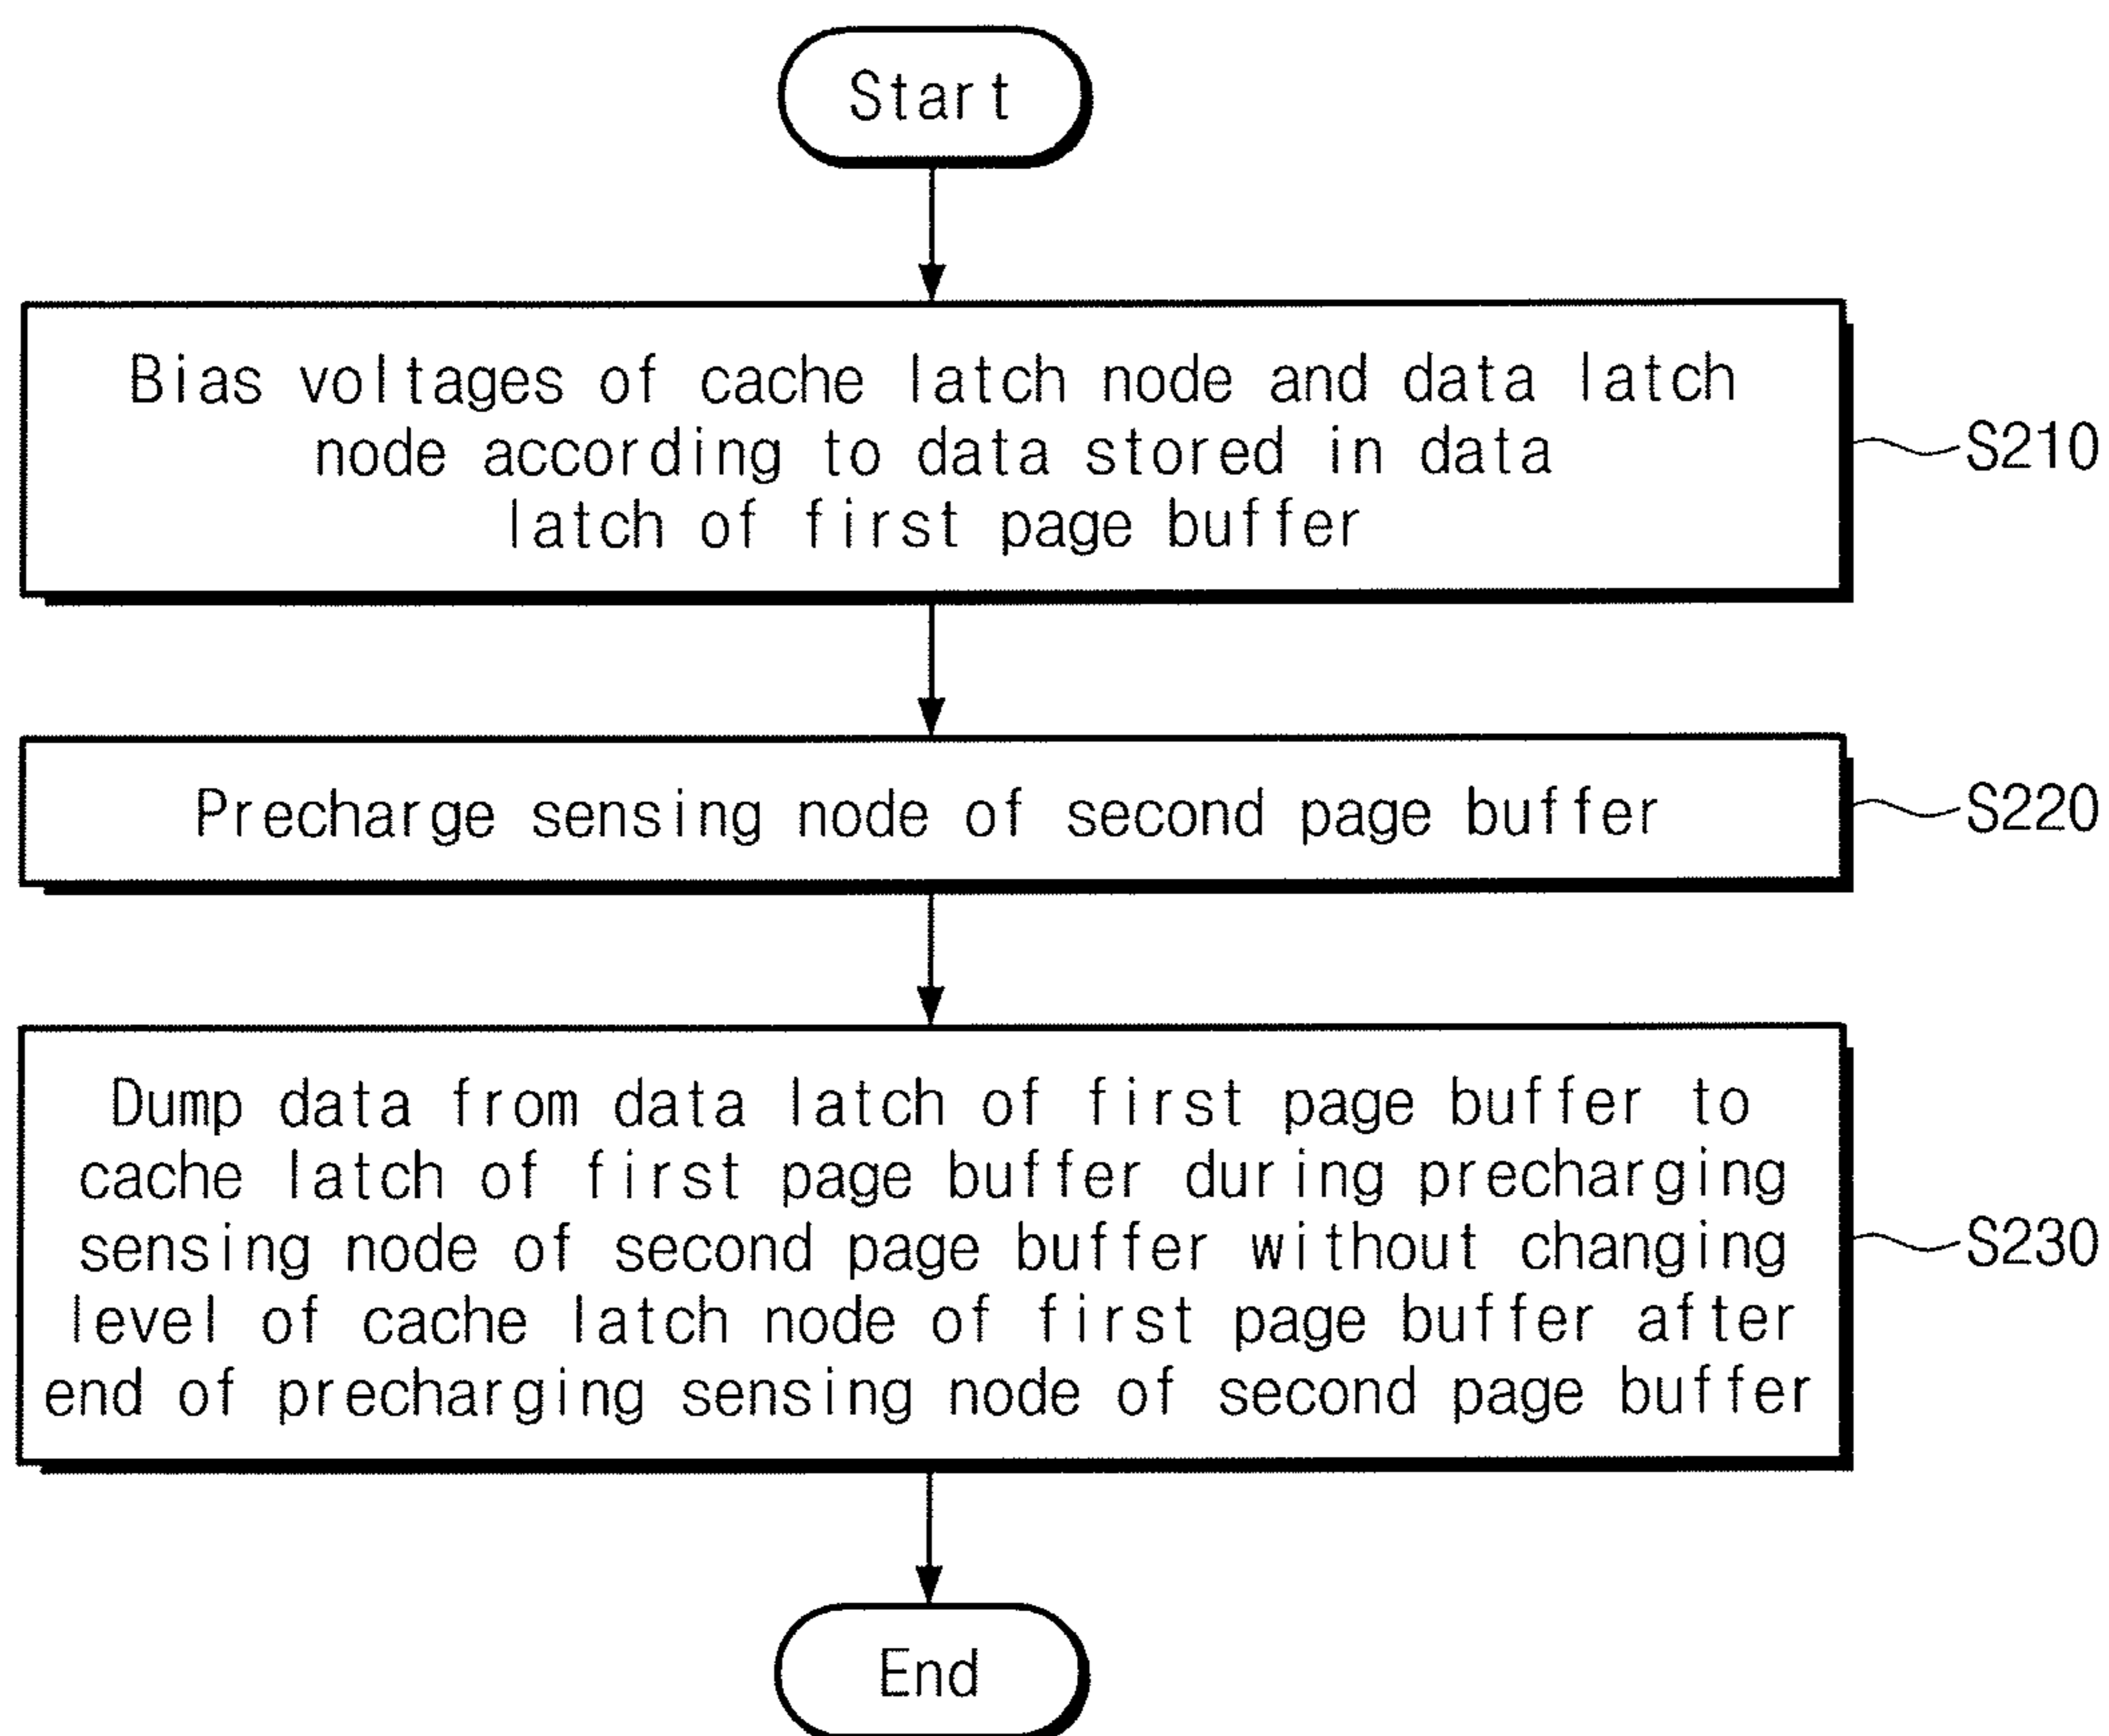 Start
Bias voltages of cache latch node and data latch
node according to data stored in data
latch of first page buffer
S210
Precharge sensing node of second page buffer
S220
Dump data from data latch of first page buffer to
cache latch of first page buffer during precharging
sensing node of second page buffer without changing
level of cache latch node of first page buffer after
end of precharging sensing node of second page buffer
S230
End